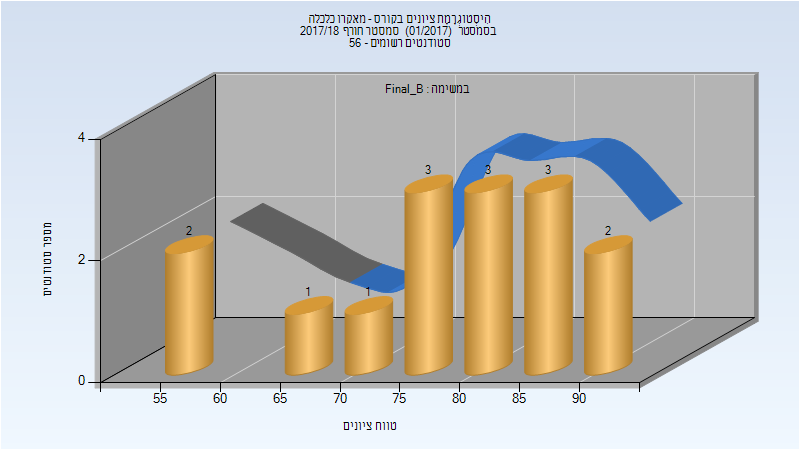 היסטוגרמת ציונים בקורס - מאקרו כלכלה
בסמסטר (01/2017) סמסטר חורף 2017/18
סטודנטים רשומים - 56
במשימה : Final_B
מספר סטודנטים
4
2
0
2
1
1
3
3
3
2
55 60 65 70 75 80 85 90
טווח ציונים